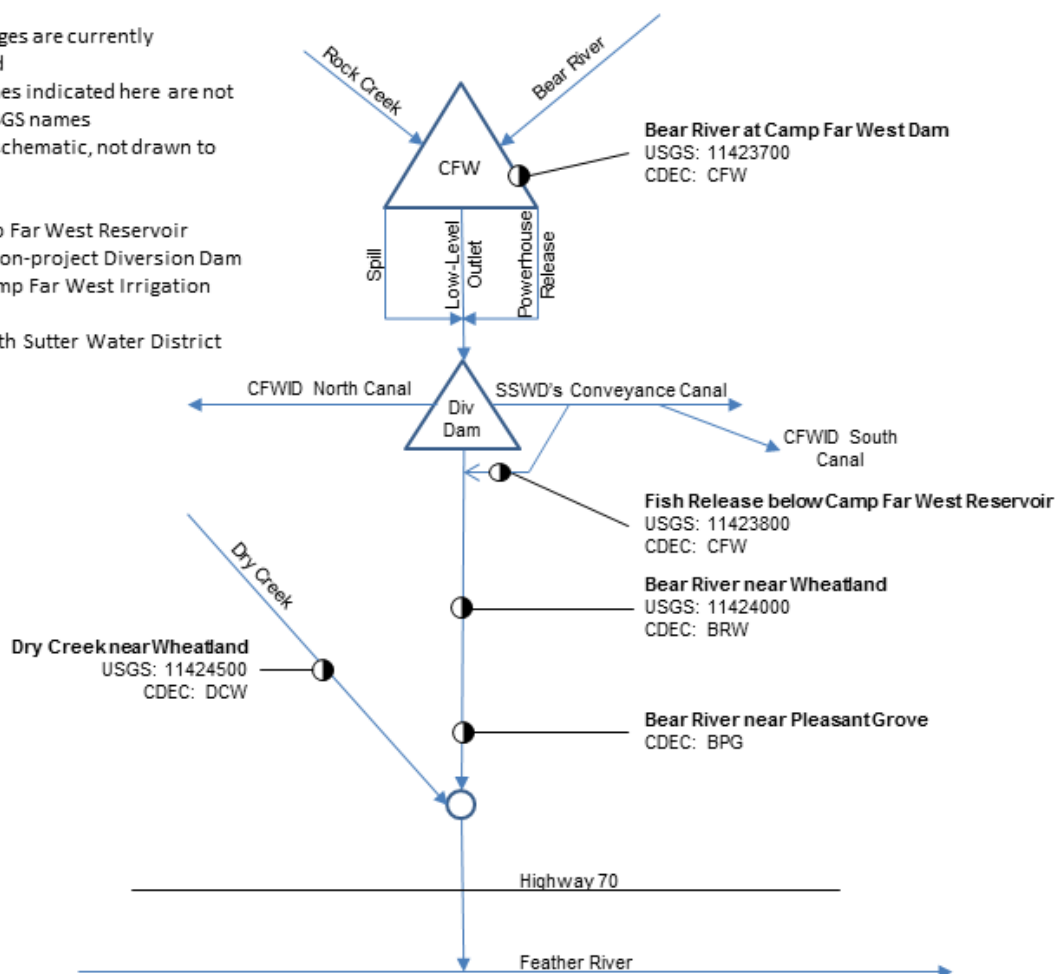 ges are currently
d
es indicated here are not
GS names
schematic, not drawn to
p Far West Reservoir
on-project Diversion Dam
mp Far West Irrigation
th Sutter Water District
Rock Creek
Bear River
CFW
Bear River at Camp Far West Dam
USGS: 11423700
CDEC: CFW
Spill
Low-Level
Outlet
Powerhouse
Release
CFWID North Canal
SSWD's Conveyance Canal
Div
Dam
CFWID South
Canal
Fish Release below Camp Far West Reservoir
USGS: 11423800
CDEC: CFW
Dry Creek
Bear River near Wheatland
USGS: 11424000
CDEC: BRW
Dry Creek near Wheatland
USGS: 11424500
CDEC: DCW
Bear River near Pleasant Grove
CDEC: BPG
Highway 70
Feather River